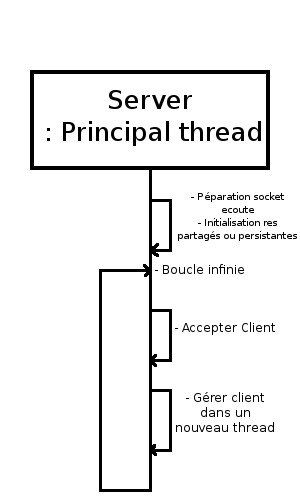 Server
: Principal thread
- Péparation socket
ecoute
- Initialisation res
partagés ou persistantes
- Boucle infinie
- Accepter Client
- Gérer client
dans un
nouveau thread